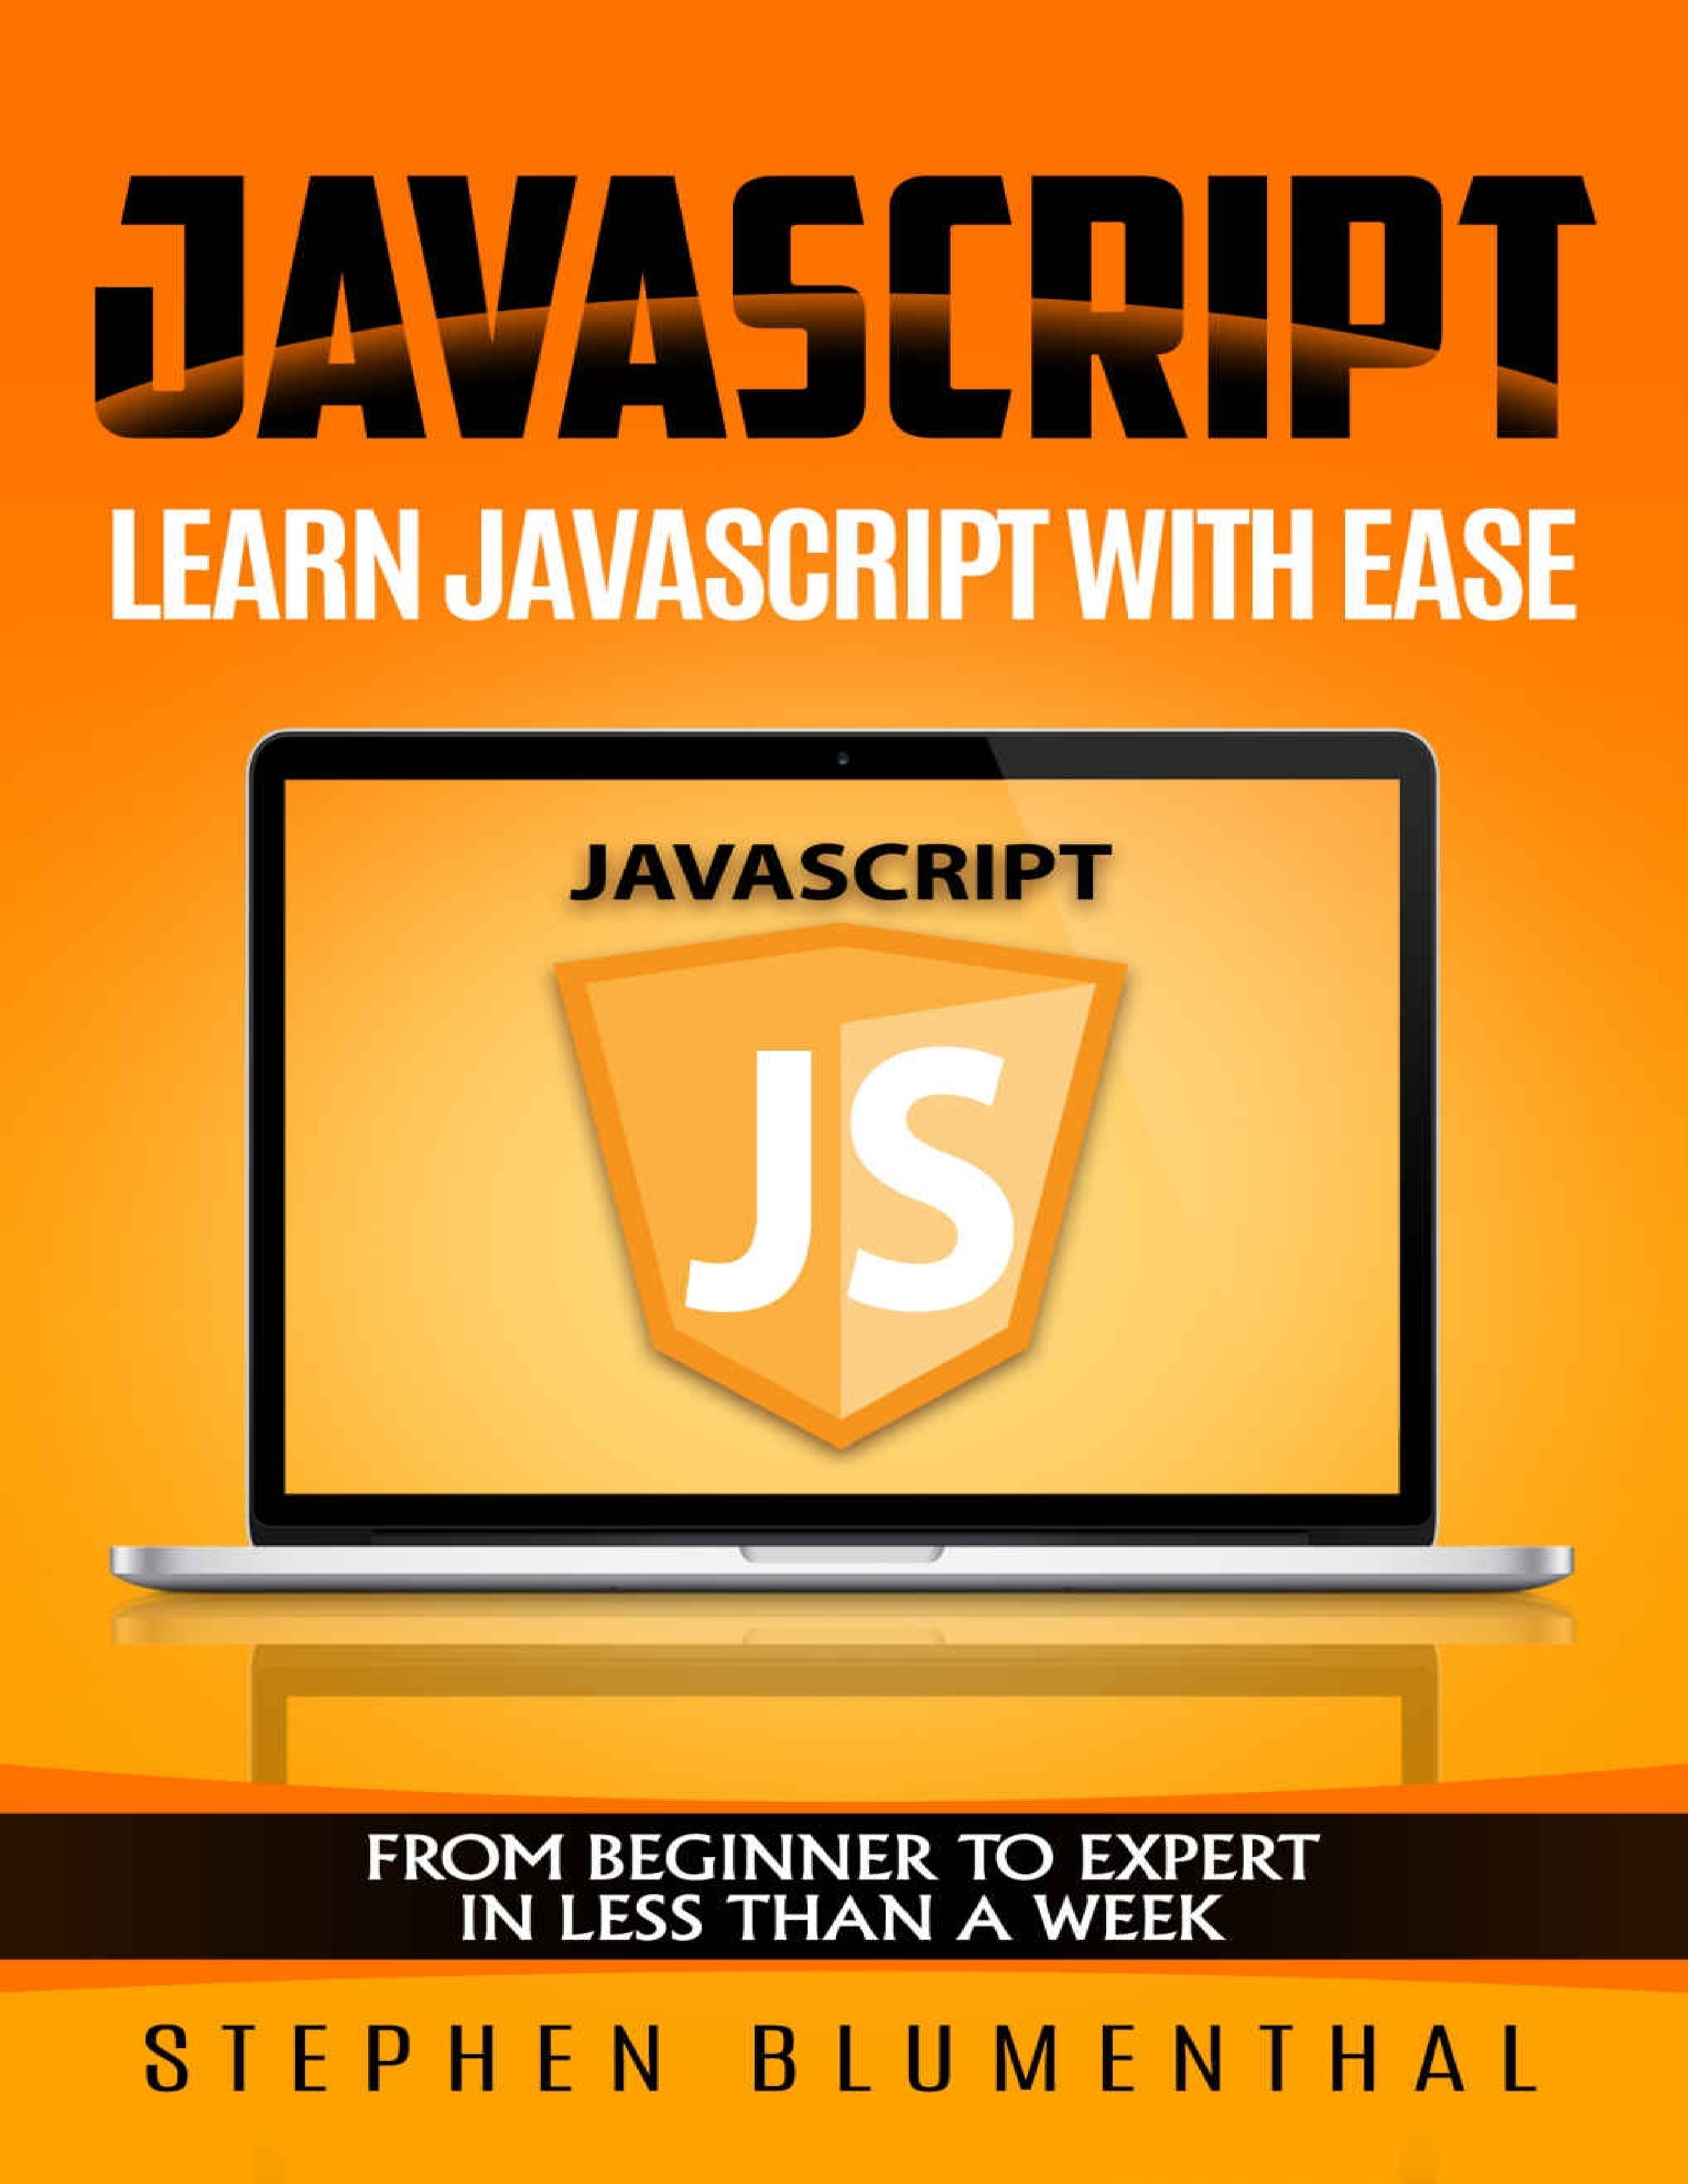 JAVASCRIPT
LEARN JAVASCRIPT WITH EASE
JAVASCRIPT
JS
FROM BEGINNER TO EXPERT
IN LESS THAN A WEEK
STEPHEN BLUMENTHAL